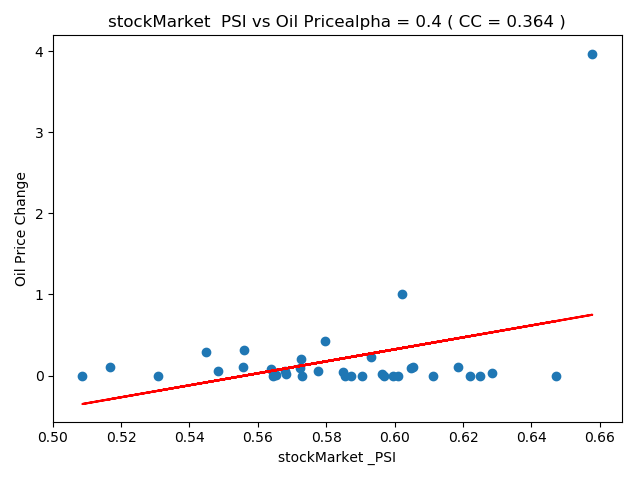 stockMarket  PSI vs Oil Pricealpha = 0.4 ( CC = 0.364 )
Oil Price Change
4
3
2
1
0
0.50 0.52 0.54 0.56 0.58 0.60 0.62 0.64 0.66
stockMarket _PSI